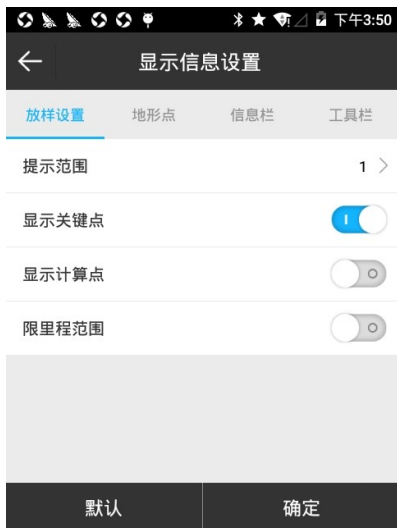 下午3:50
显示信息设置
放样设置 地形点 信息栏 工具栏
提示范围 1
显示关键点
显示计算点
限里程范围
默认 确定